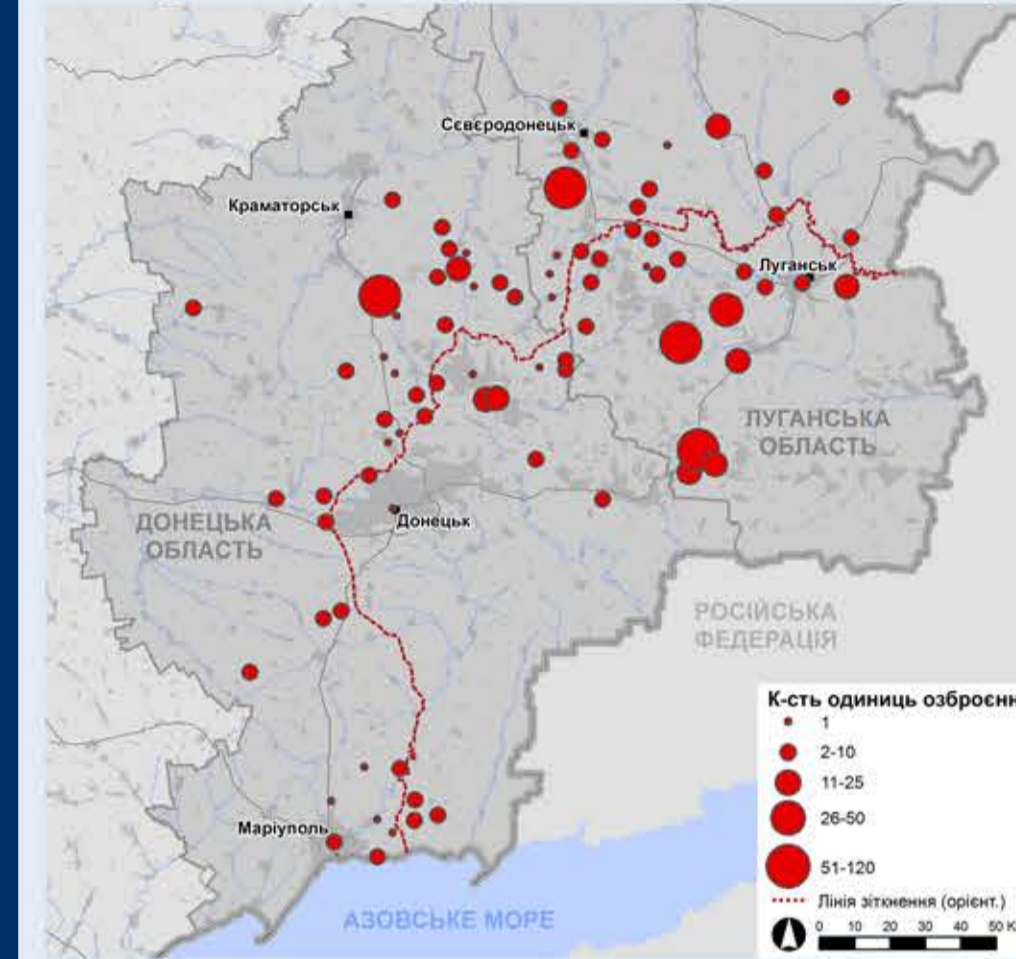 Сєвєродонецьк
Краматорськ
Луганськ
ЛУГАНСЬКА
ОБЛАСТЬ
ДОНЕЦЬКА
ОБЛАСТЬ
Донецьк
РОСІЙСЬКА
ФЕДЕРАЦІЯ
Маріуполь
АЗОВСЬКЕ МОРЕ
К-сть одиниць озброєнн
1
2-10
11-25
26-50
51-120
Лінія зіткнення (орієнт.)
0 10 20 30 40 50 К